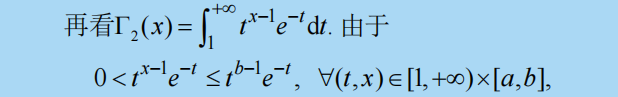 再看Γ₂(x)=∫₁^{+∞} t^{x−1}e^{−t}dt. 由于
0<t^{x−1}e^{−t}≤t^{b−1}e^{−t}, ∀(t,x)∈[1,+∞)×[a,b],